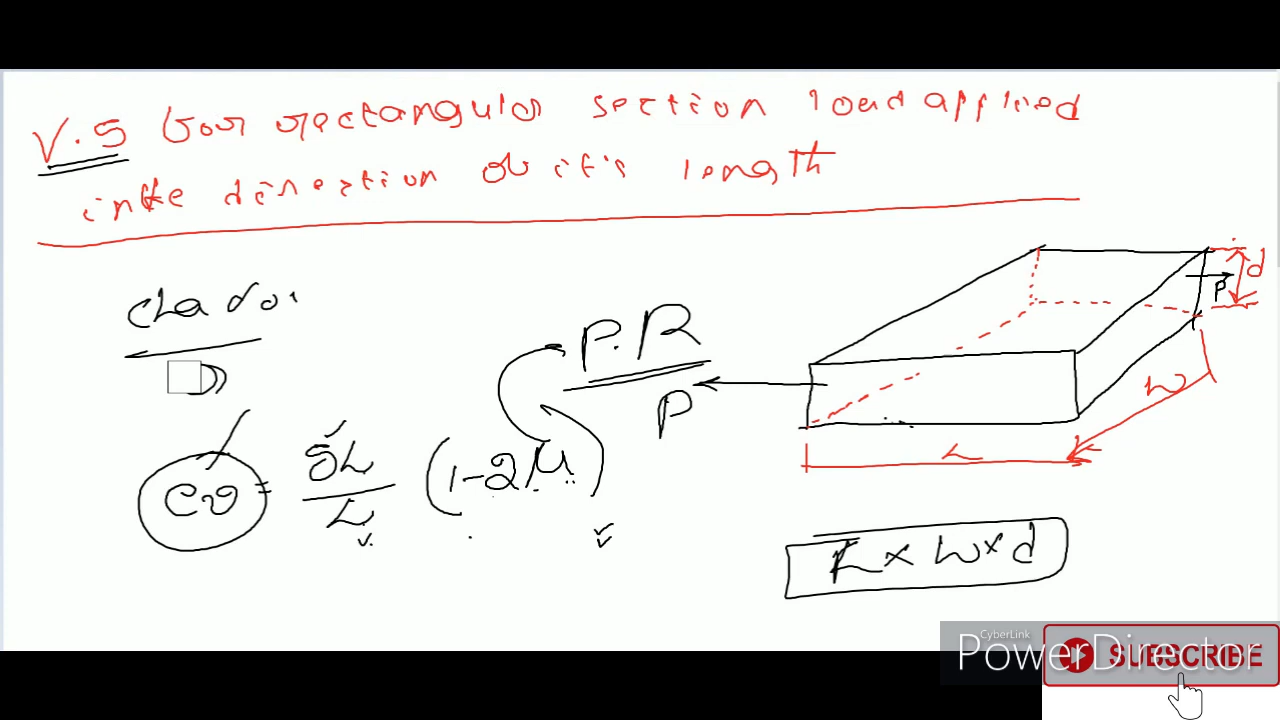 V.S for rectangular section load applied
in the direction of it's length
P.R
P
P
d
W
L
ev = δL/L (1-2μ)
L × W × d
CyberLink
PowerDirector
SUBSCRIBE